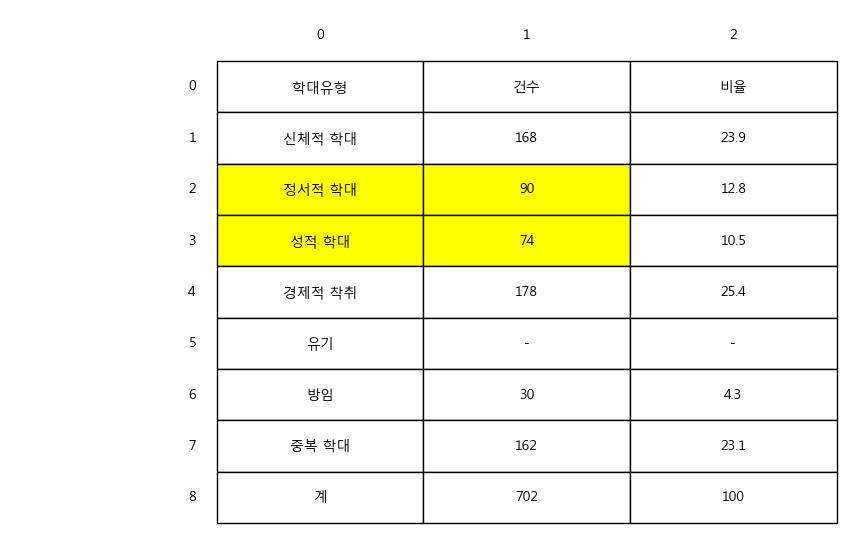 0 1 2
0 학대유형 건수 비율
1 신체적 학대 168 23.9
2 정서적 학대 90 12.8
3 성적 학대 74 10.5
4 경제적 착취 178 25.4
5 유기 - -
6 방임 30 4.3
7 중복 학대 162 23.1
8 계 702 100